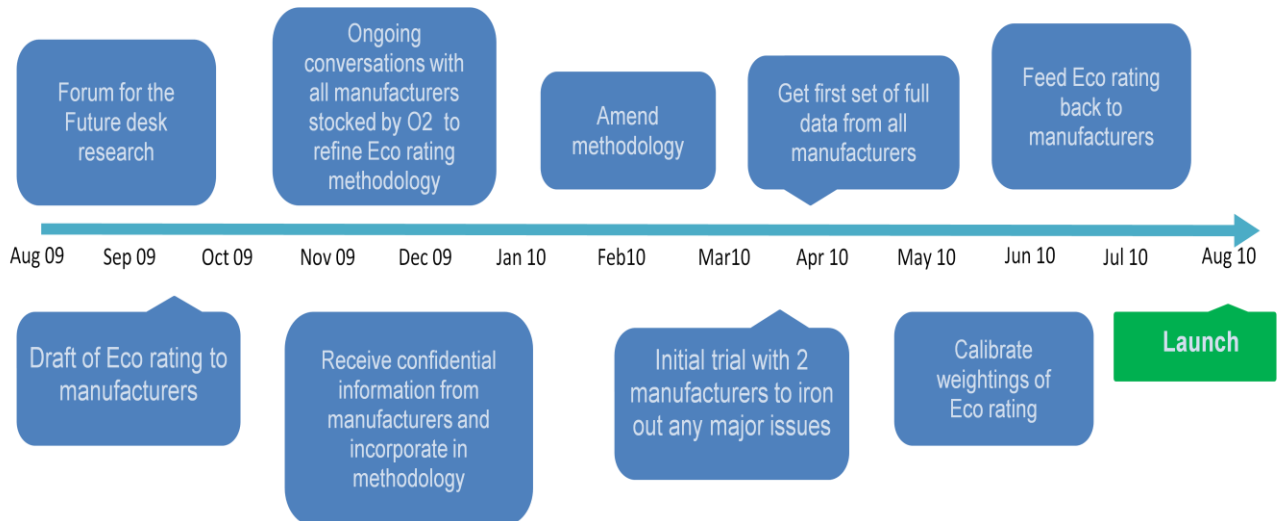 Forum for the
Future desk
research
Ongoing
conversations with
all manufacturers
stocked by O2 to
refine Eco rating
methodology
Amend
methodology
Get first set of full
data from all
manufacturers
Feed Eco rating
back to
manufacturers
Aug 09 Sep 09 Oct 09 Nov 09 Dec 09 Jan 10 Feb10 Mar10 Apr 10 May 10 Jun 10 Jul 10 Aug 10
Draft of Eco rating to
manufacturers
Receive confidential
information from
manufacturers and
incorporate in
methodology
Initial trial with 2
manufacturers to iron
out any major issues
Calibrate
weightings of
Eco rating
Launch